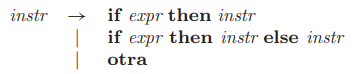 instr → if expr then instr
| if expr then instr else instr
| otra